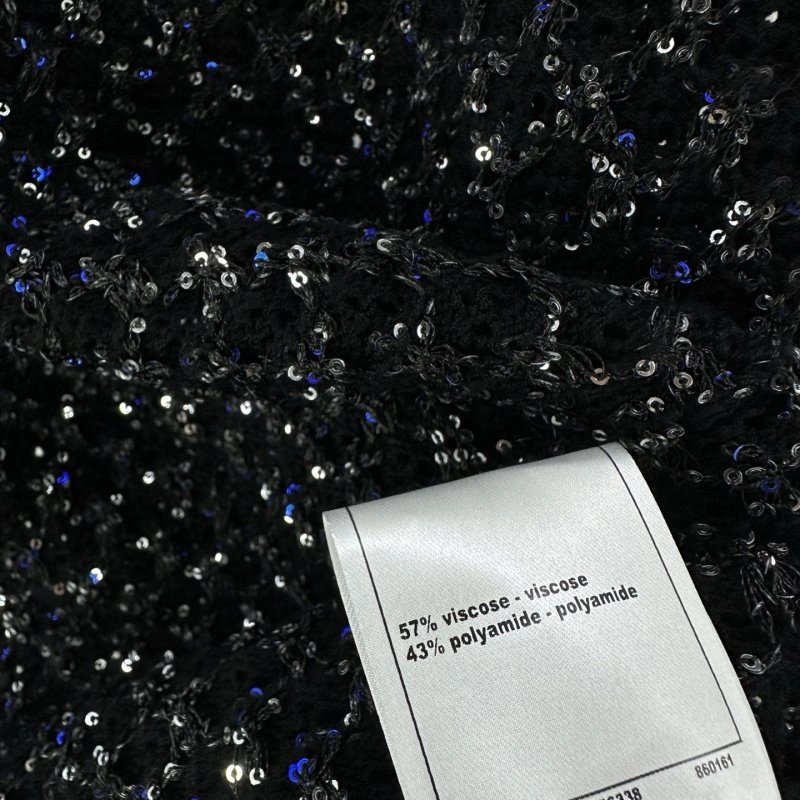 57% viscose - viscose
43% polyamide - polyamide
860161